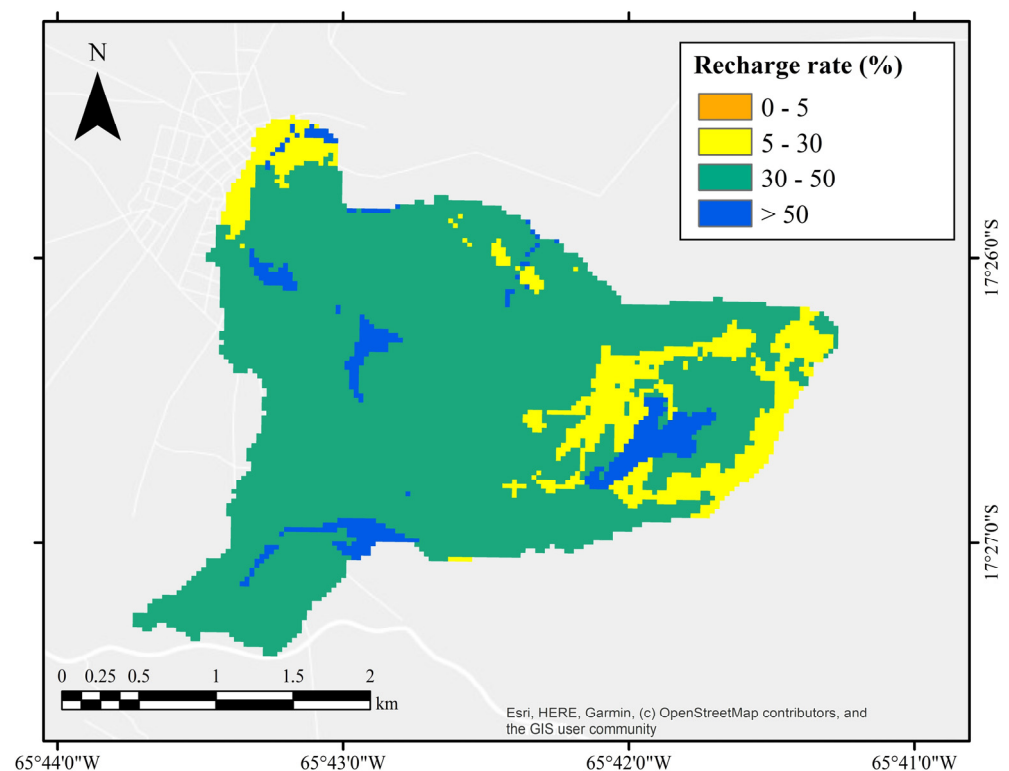 N
Recharge rate (%)
0 - 5
5 - 30
30 - 50
> 50
17°26'0"S
17°27'0"S
0 0.25 0.5 1 1.5 2
km
Esri, HERE, Garmin, (c) OpenStreetMap contributors, and
the GIS user community
65°44'0"W 65°43'0"W 65°42'0"W 65°41'0"W